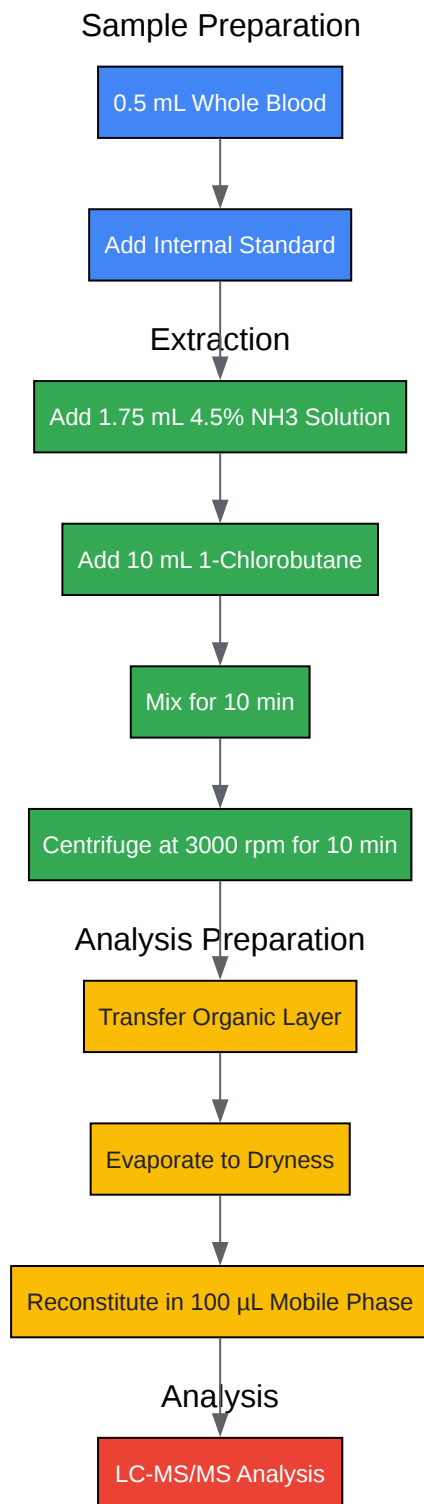 Sample Preparation
0.5 mL Whole Blood
Add Internal Standard
Extraction
Add 1.75 mL 4.5% NH3 Solution
Add 10 mL 1-Chlorobutane
Mix for 10 min
Centrifuge at 3000 rpm for 10 min
Analysis Preparation
Transfer Organic Layer
Evaporate to Dryness
Reconstitute in 100 µL Mobile Phase
Analysis
LC-MS/MS Analysis